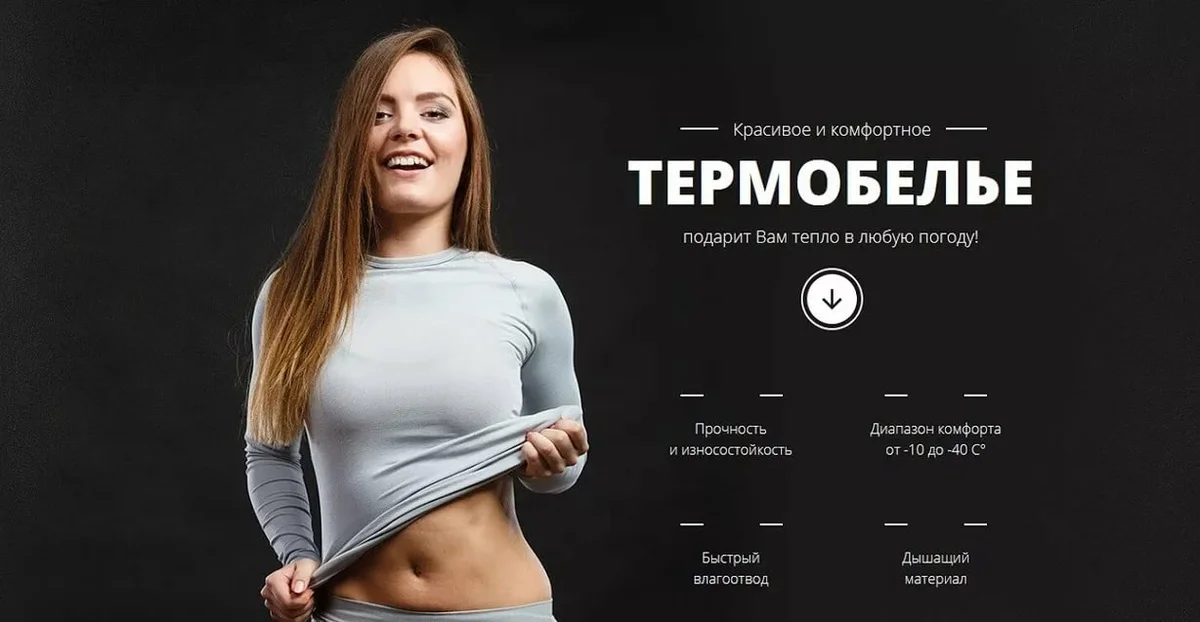 Красивое и комфортное
ТЕРМОБЕЛЬЕ
подарит Вам тепло в любую погоду!
Прочность
и износостойкость
Диапазон комфорта
от -10 до -40 С°
Быстрый
влагоотвод
Дышащий
материал